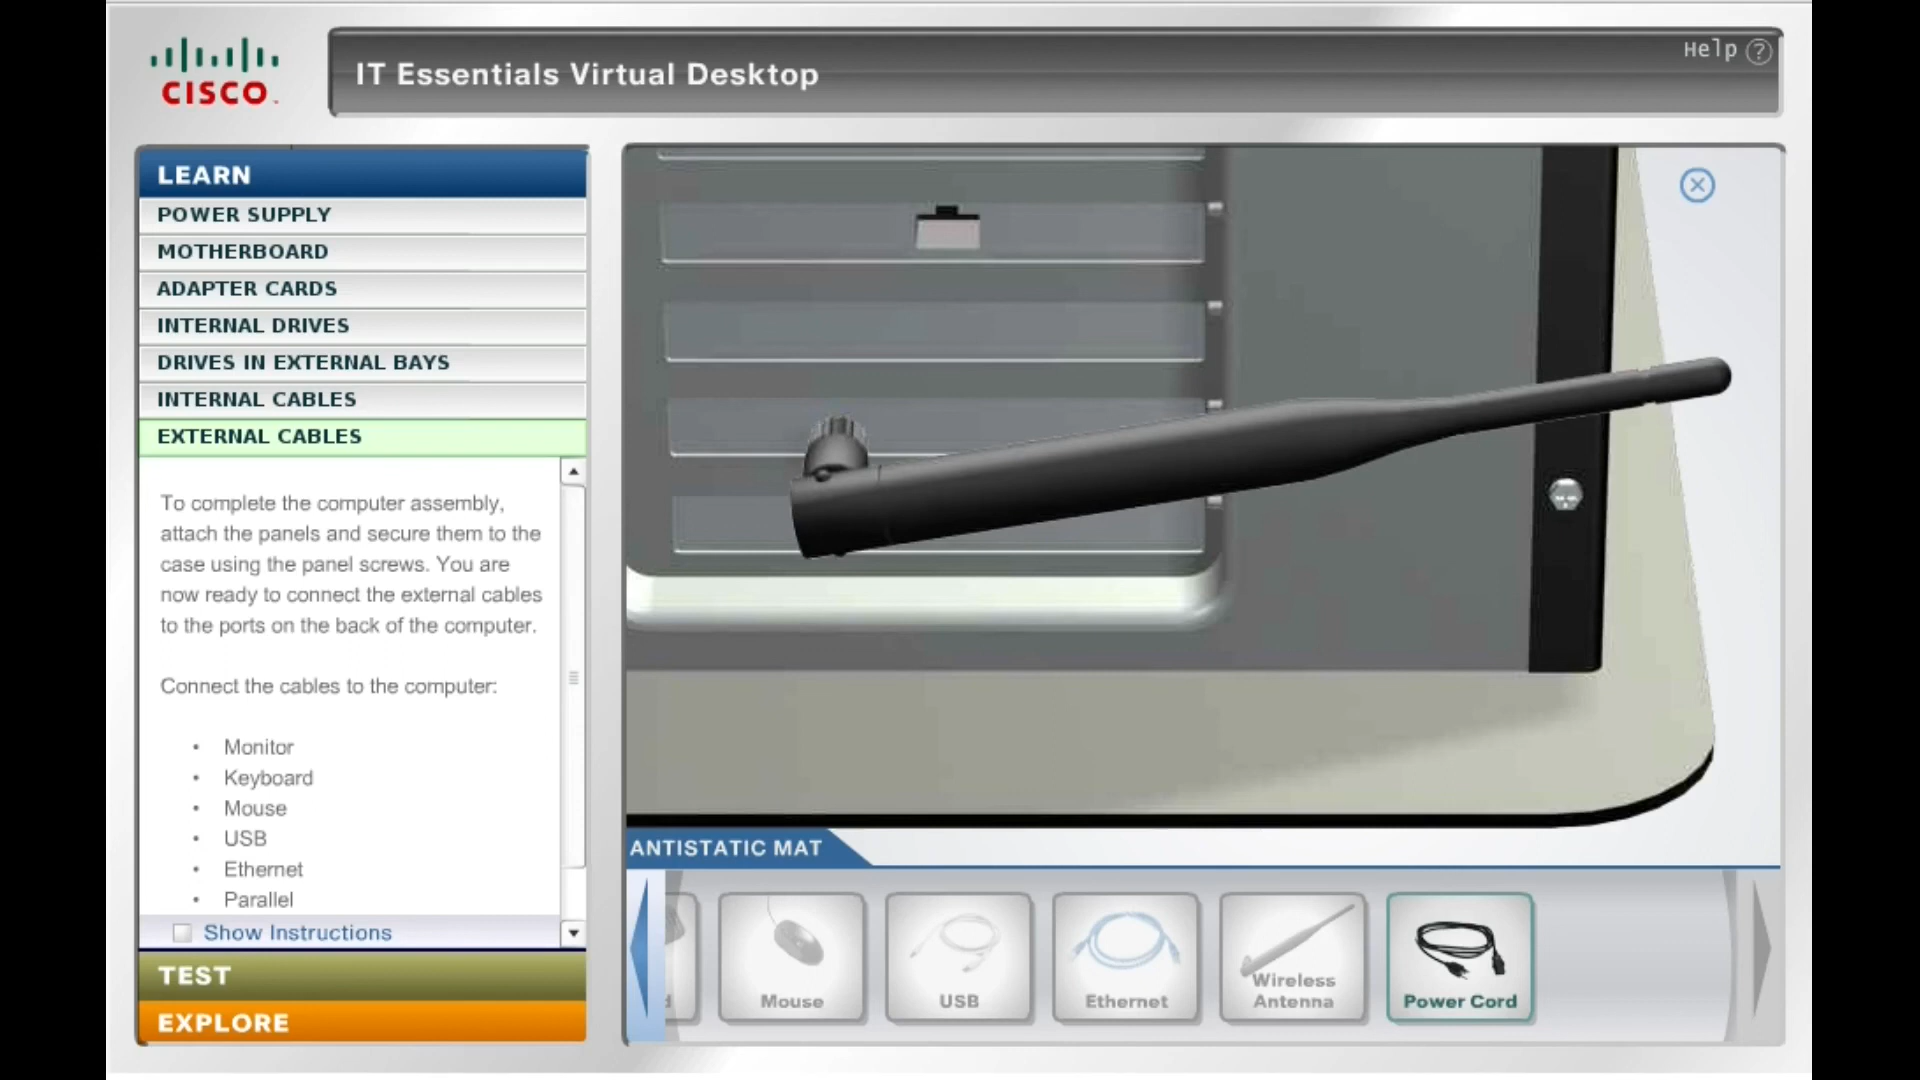 CISCO
IT Essentials Virtual Desktop
Help ?
LEARN
POWER SUPPLY
MOTHERBOARD
ADAPTER CARDS
INTERNAL DRIVES
DRIVES IN EXTERNAL BAYS
INTERNAL CABLES
EXTERNAL CABLES
To complete the computer assembly,
attach the panels and secure them to the
case using the panel screws. You are
now ready to connect the external cables
to the ports on the back of the computer.
Connect the cables to the computer:
• Monitor
• Keyboard
• Mouse
• USB
• Ethernet
• Parallel
Show Instructions
TEST
EXPLORE
ANTISTATIC MAT
d
Mouse
USB
Ethernet
Wireless
Antenna
Power Cord